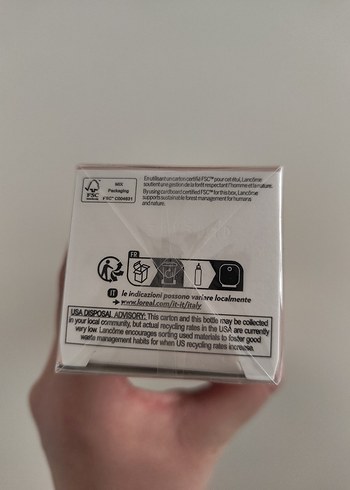 En utilisant un carton certifié FSC™ pour cet étui, Lancôme
soutient une gestion de la forêt respectant l'homme et la nature.
FSC
MIX
Packaging
By using cardboard certified FSC™ for this box, Lancôme
supports sustainable forest management for humans
and nature.
FR
IT le indicazioni possono variare localmente
www.loreal.com/it-it/italy
USA DISPOSAL ADVISORY: This carton and this bottle may be collected
in your local community, but actual recycling rates in the USA are currently
very low. Lancôme encourages sorting used materials to foster good
waste management habits for when US recycling rates increase.